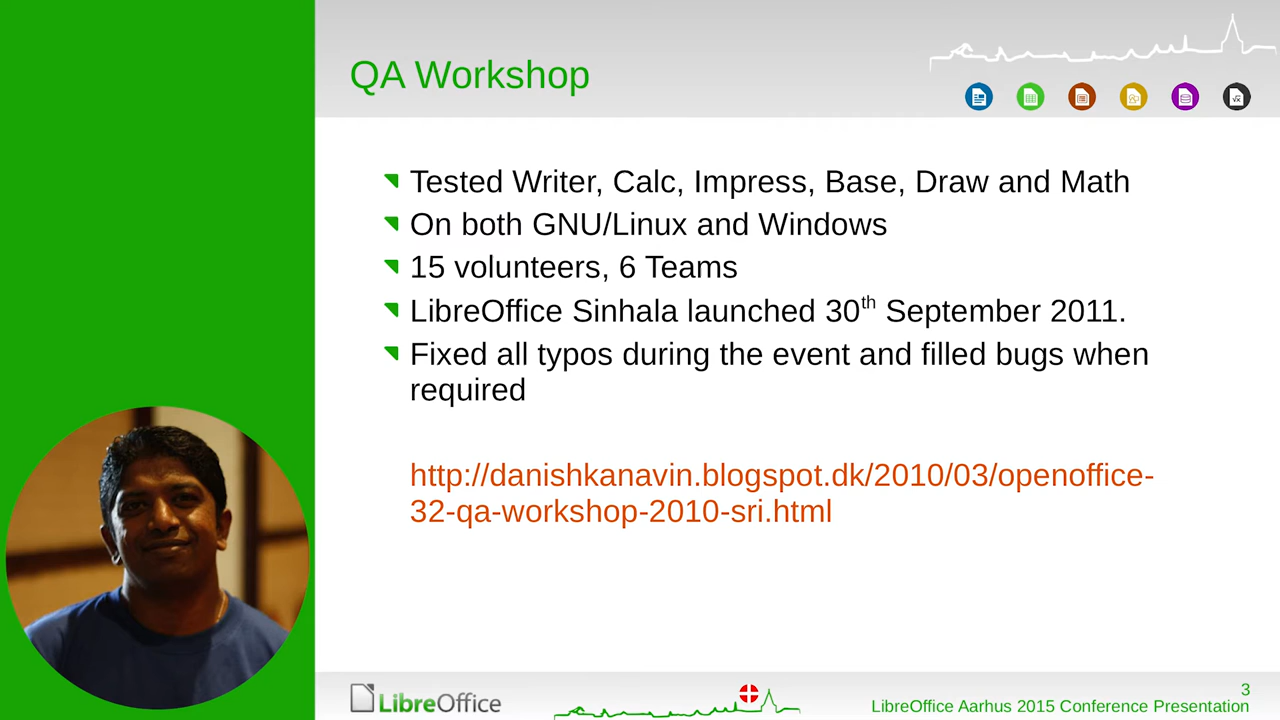 QA Workshop
Tested Writer, Calc, Impress, Base, Draw and Math
On both GNU/Linux and Windows
15 volunteers, 6 Teams
LibreOffice Sinhala launched 30th September 2011.
Fixed all typos during the event and filled bugs when
required
http://danishkanavin.blogspot.dk/2010/03/openoffice-
32-qa-workshop-2010-sri.html
LibreOffice
3
LibreOffice Aarhus 2015 Conference Presentation